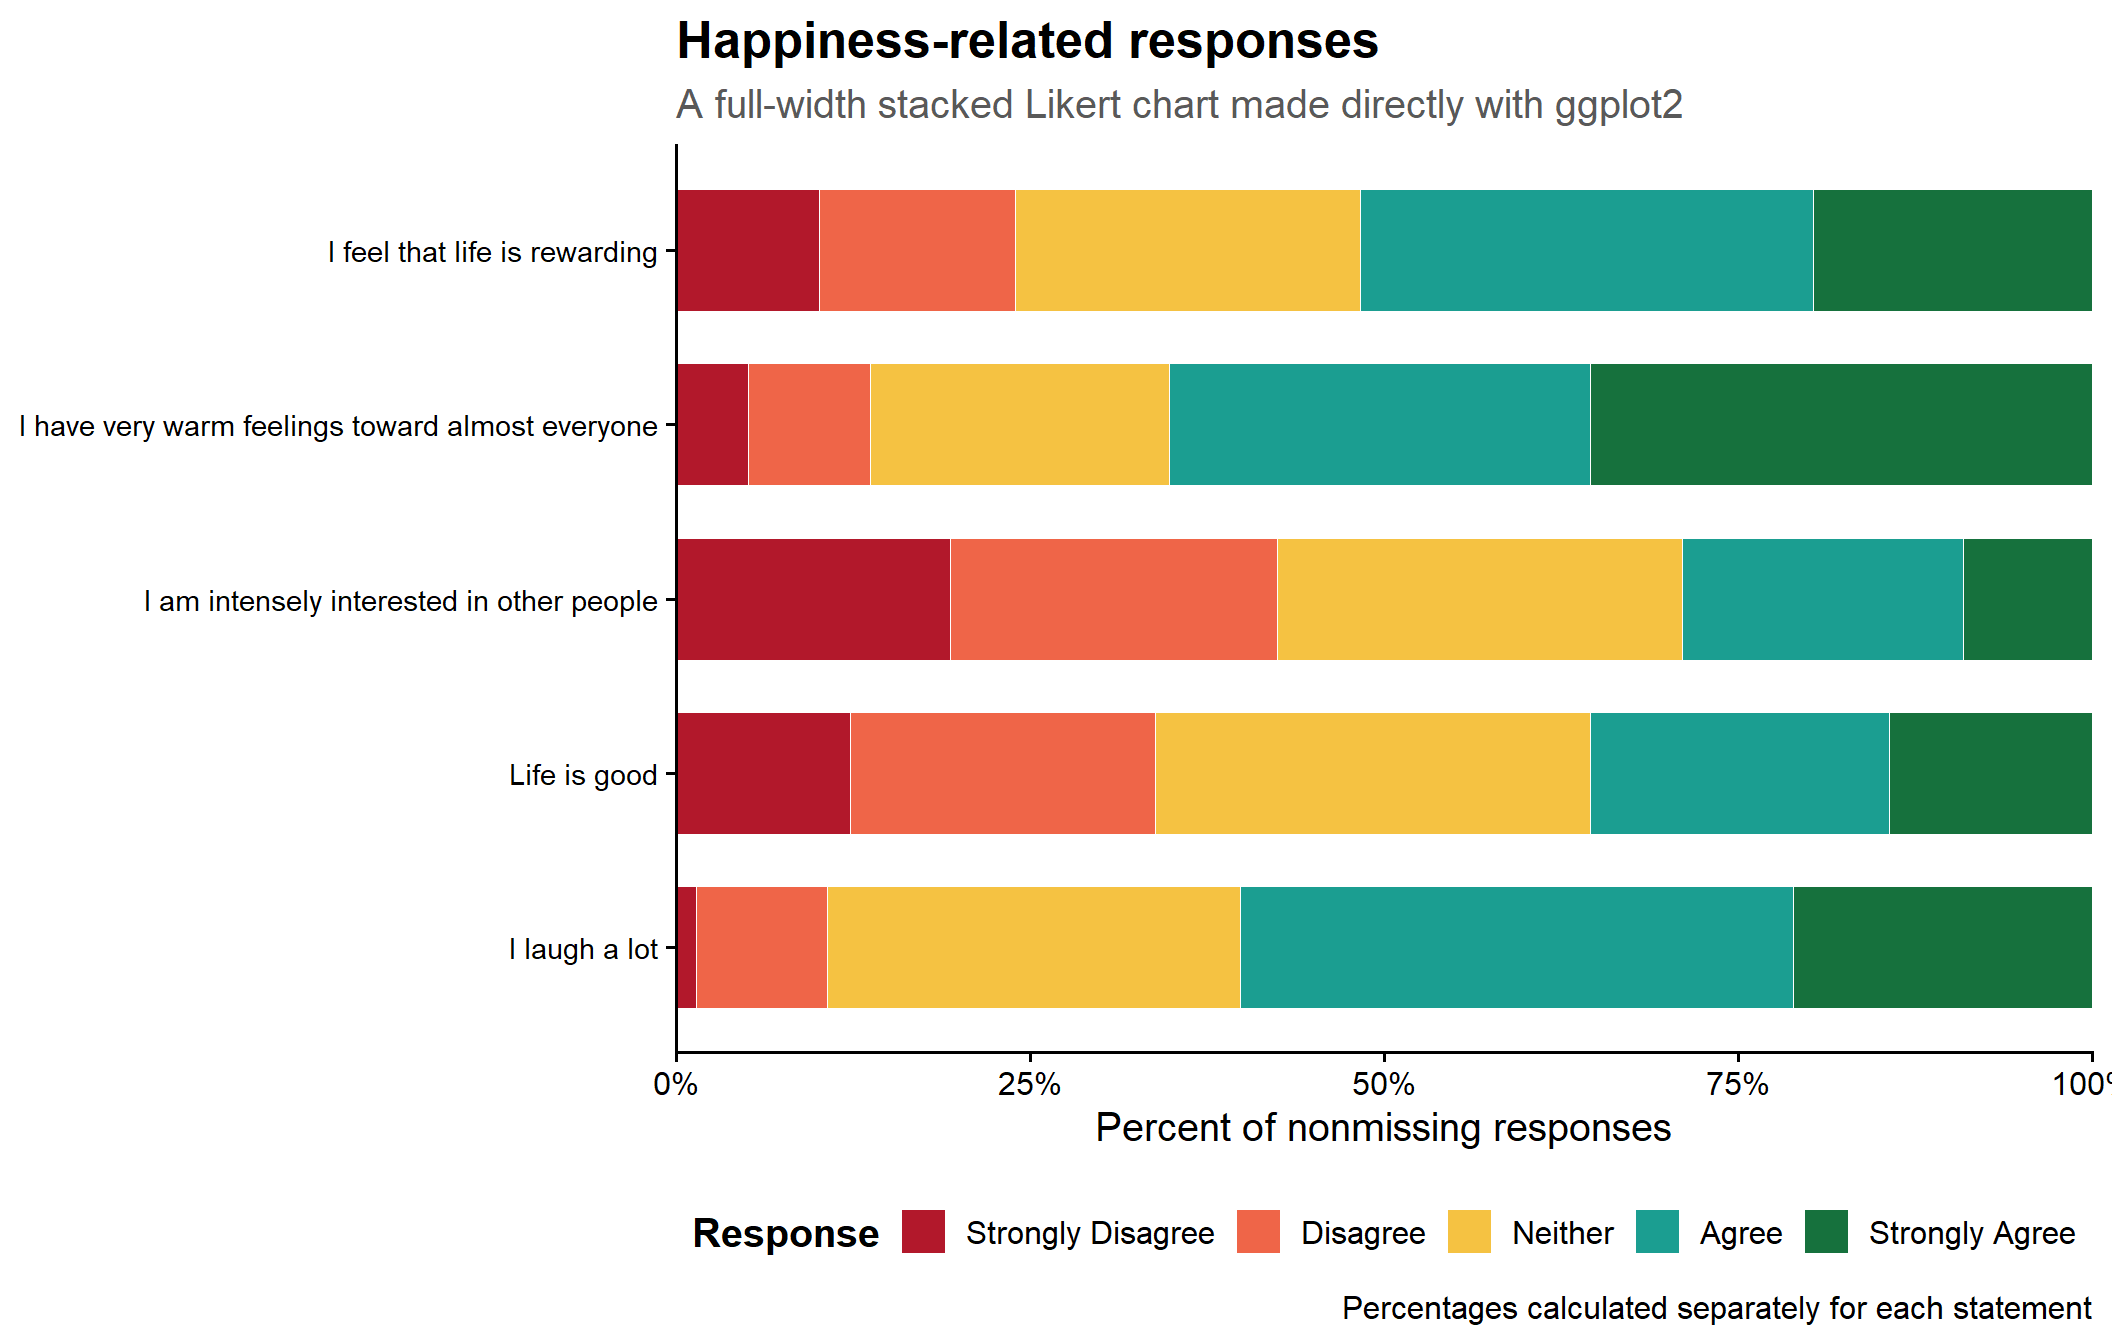 Happiness-related responses
A full-width stacked Likert chart made directly with ggplot2
I feel that life is rewarding
I have very warm feelings toward almost everyone
I am intensely interested in other people
Life is good
I laugh a lot
0% 25% 50% 75% 100%
Percent of nonmissing responses
Response Strongly Disagree Disagree Neither Agree Strongly Agree
Percentages calculated separately for each statement